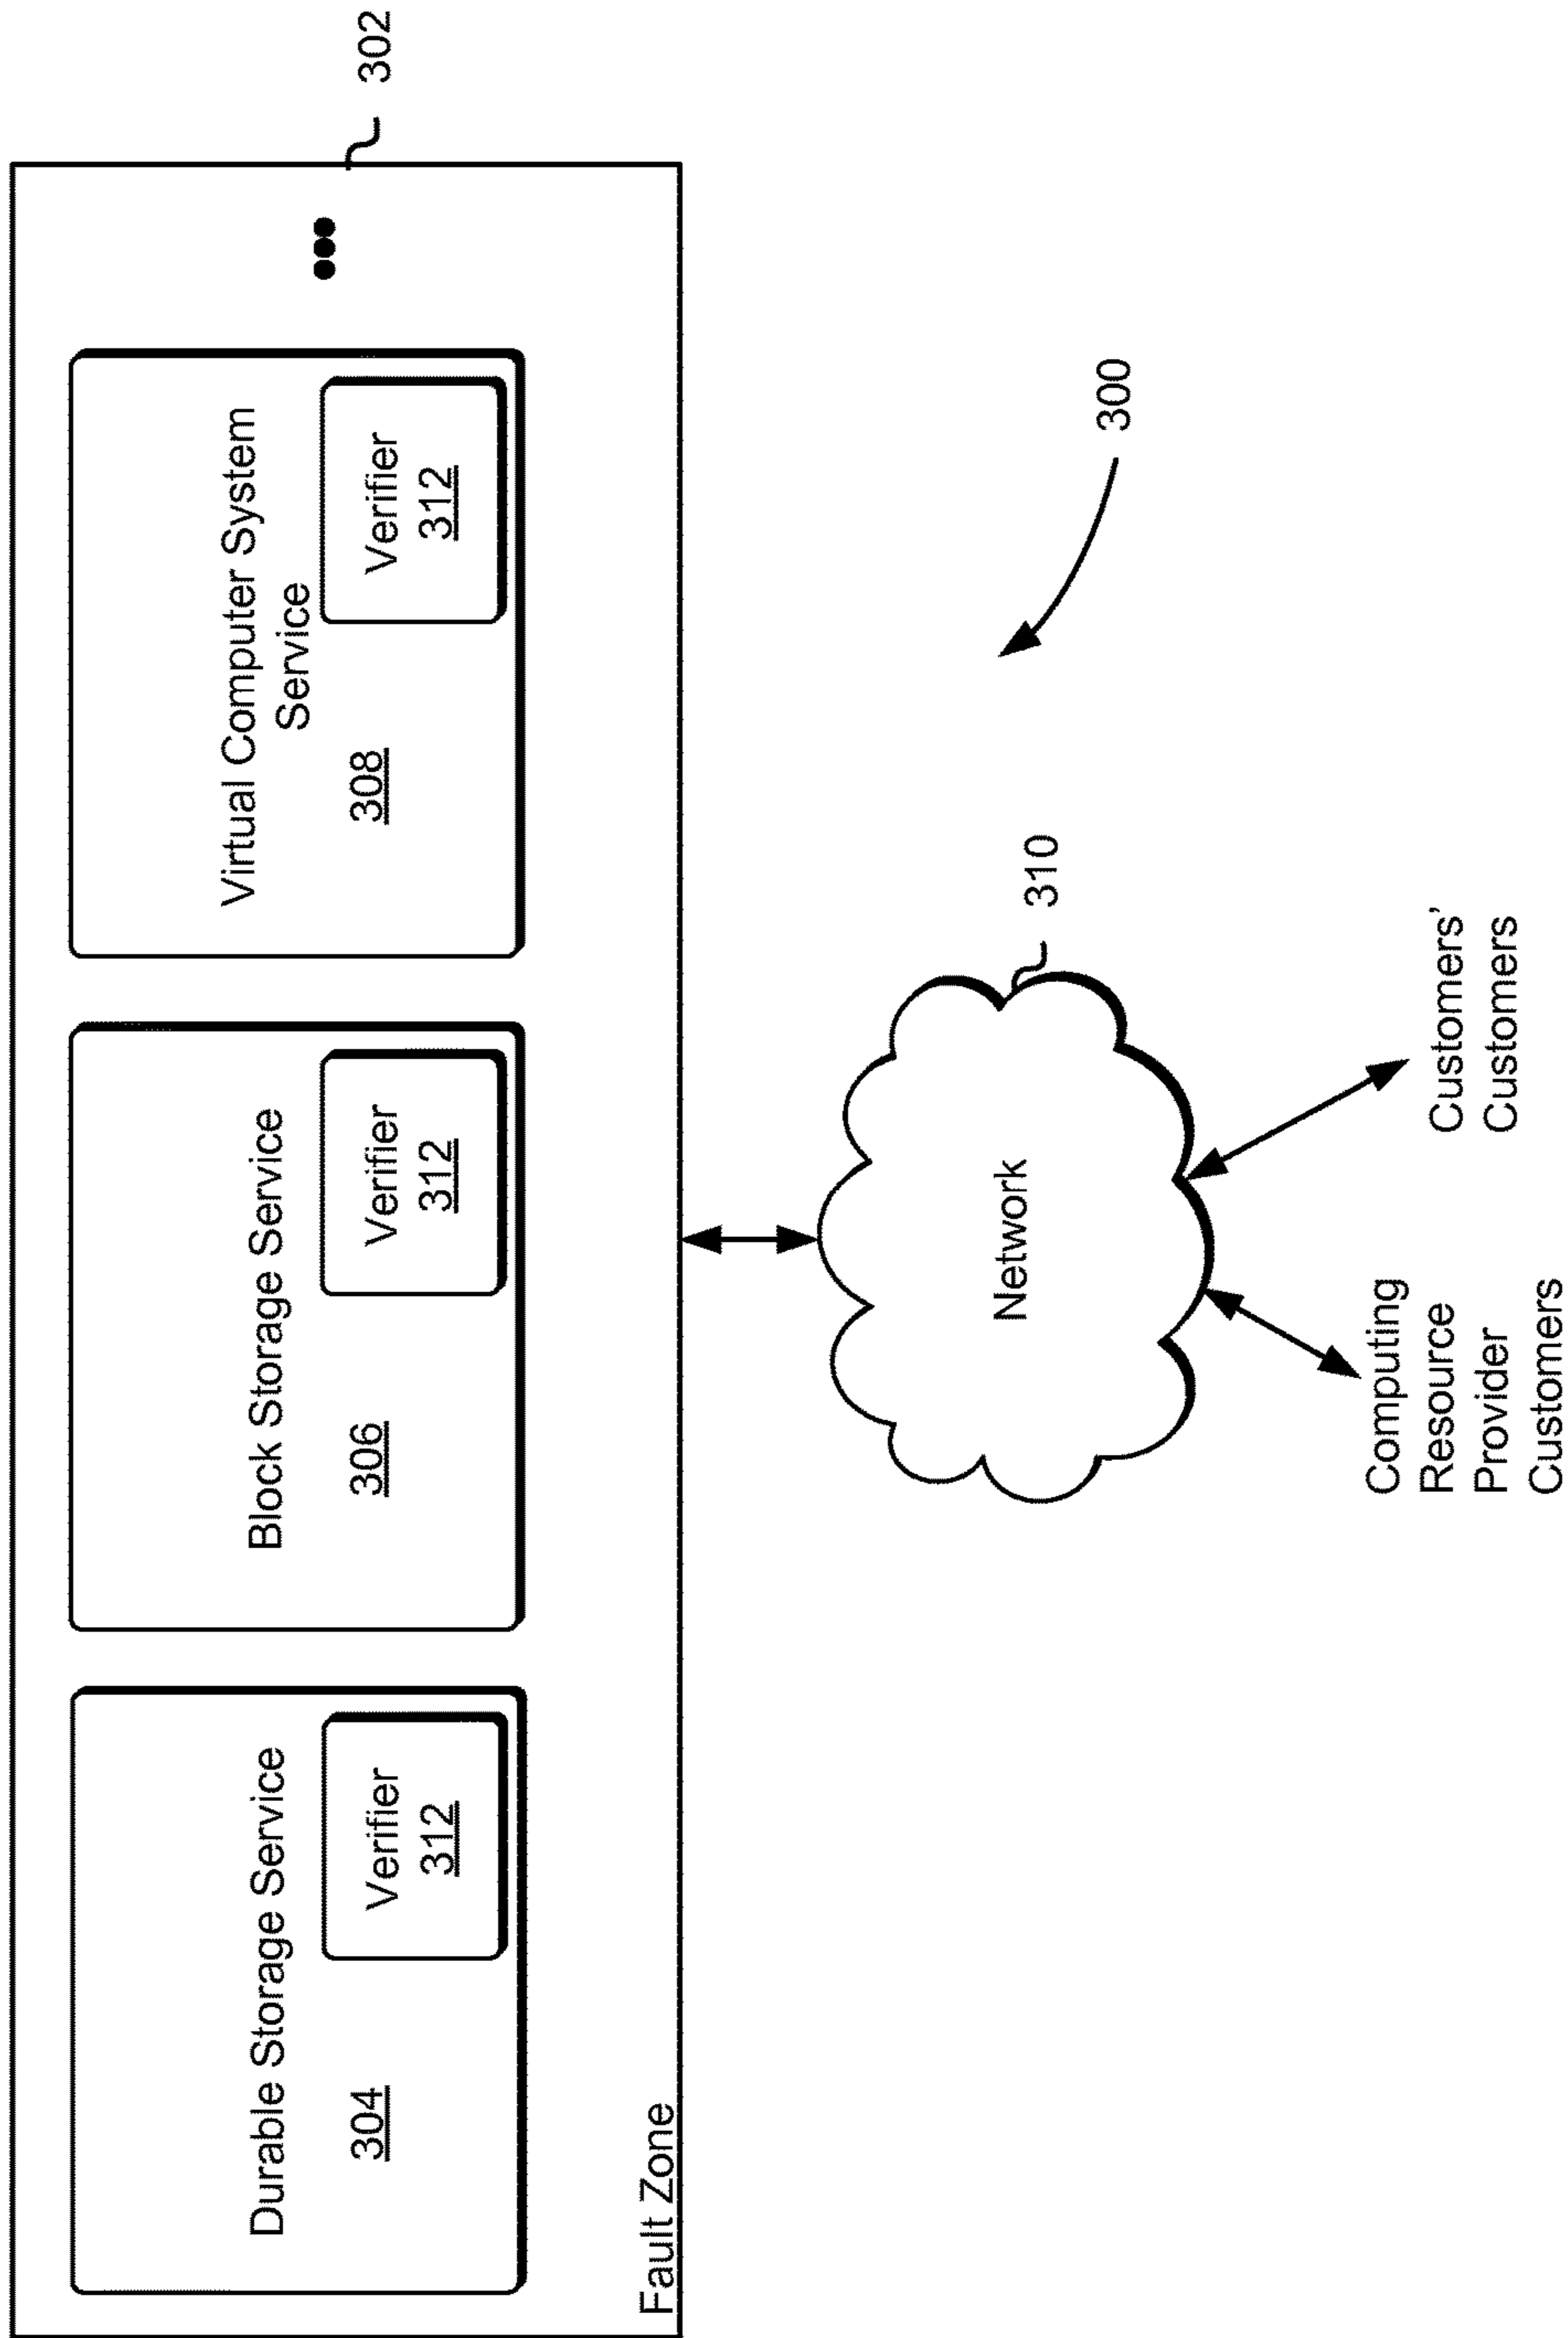 302
Durable Storage Service
304
Verifier
312
Block Storage Service
306
Verifier
312
Virtual Computer System
Service
308
Verifier
312
Fault Zone
300
310
Network
Computing
Resource
Provider
Customers
Customers’
Customers